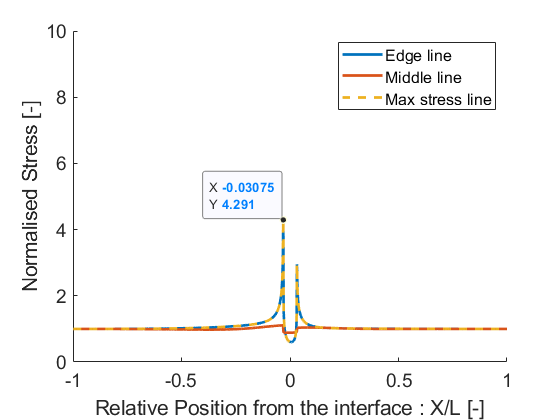 10
8
6
4
2
0
Normalised Stress [-]
Edge line
Middle line
Max stress line
X -0.03075
Y 4.291
-1
-0.5
0
0.5
1
Relative Position from the interface : X/L [-]